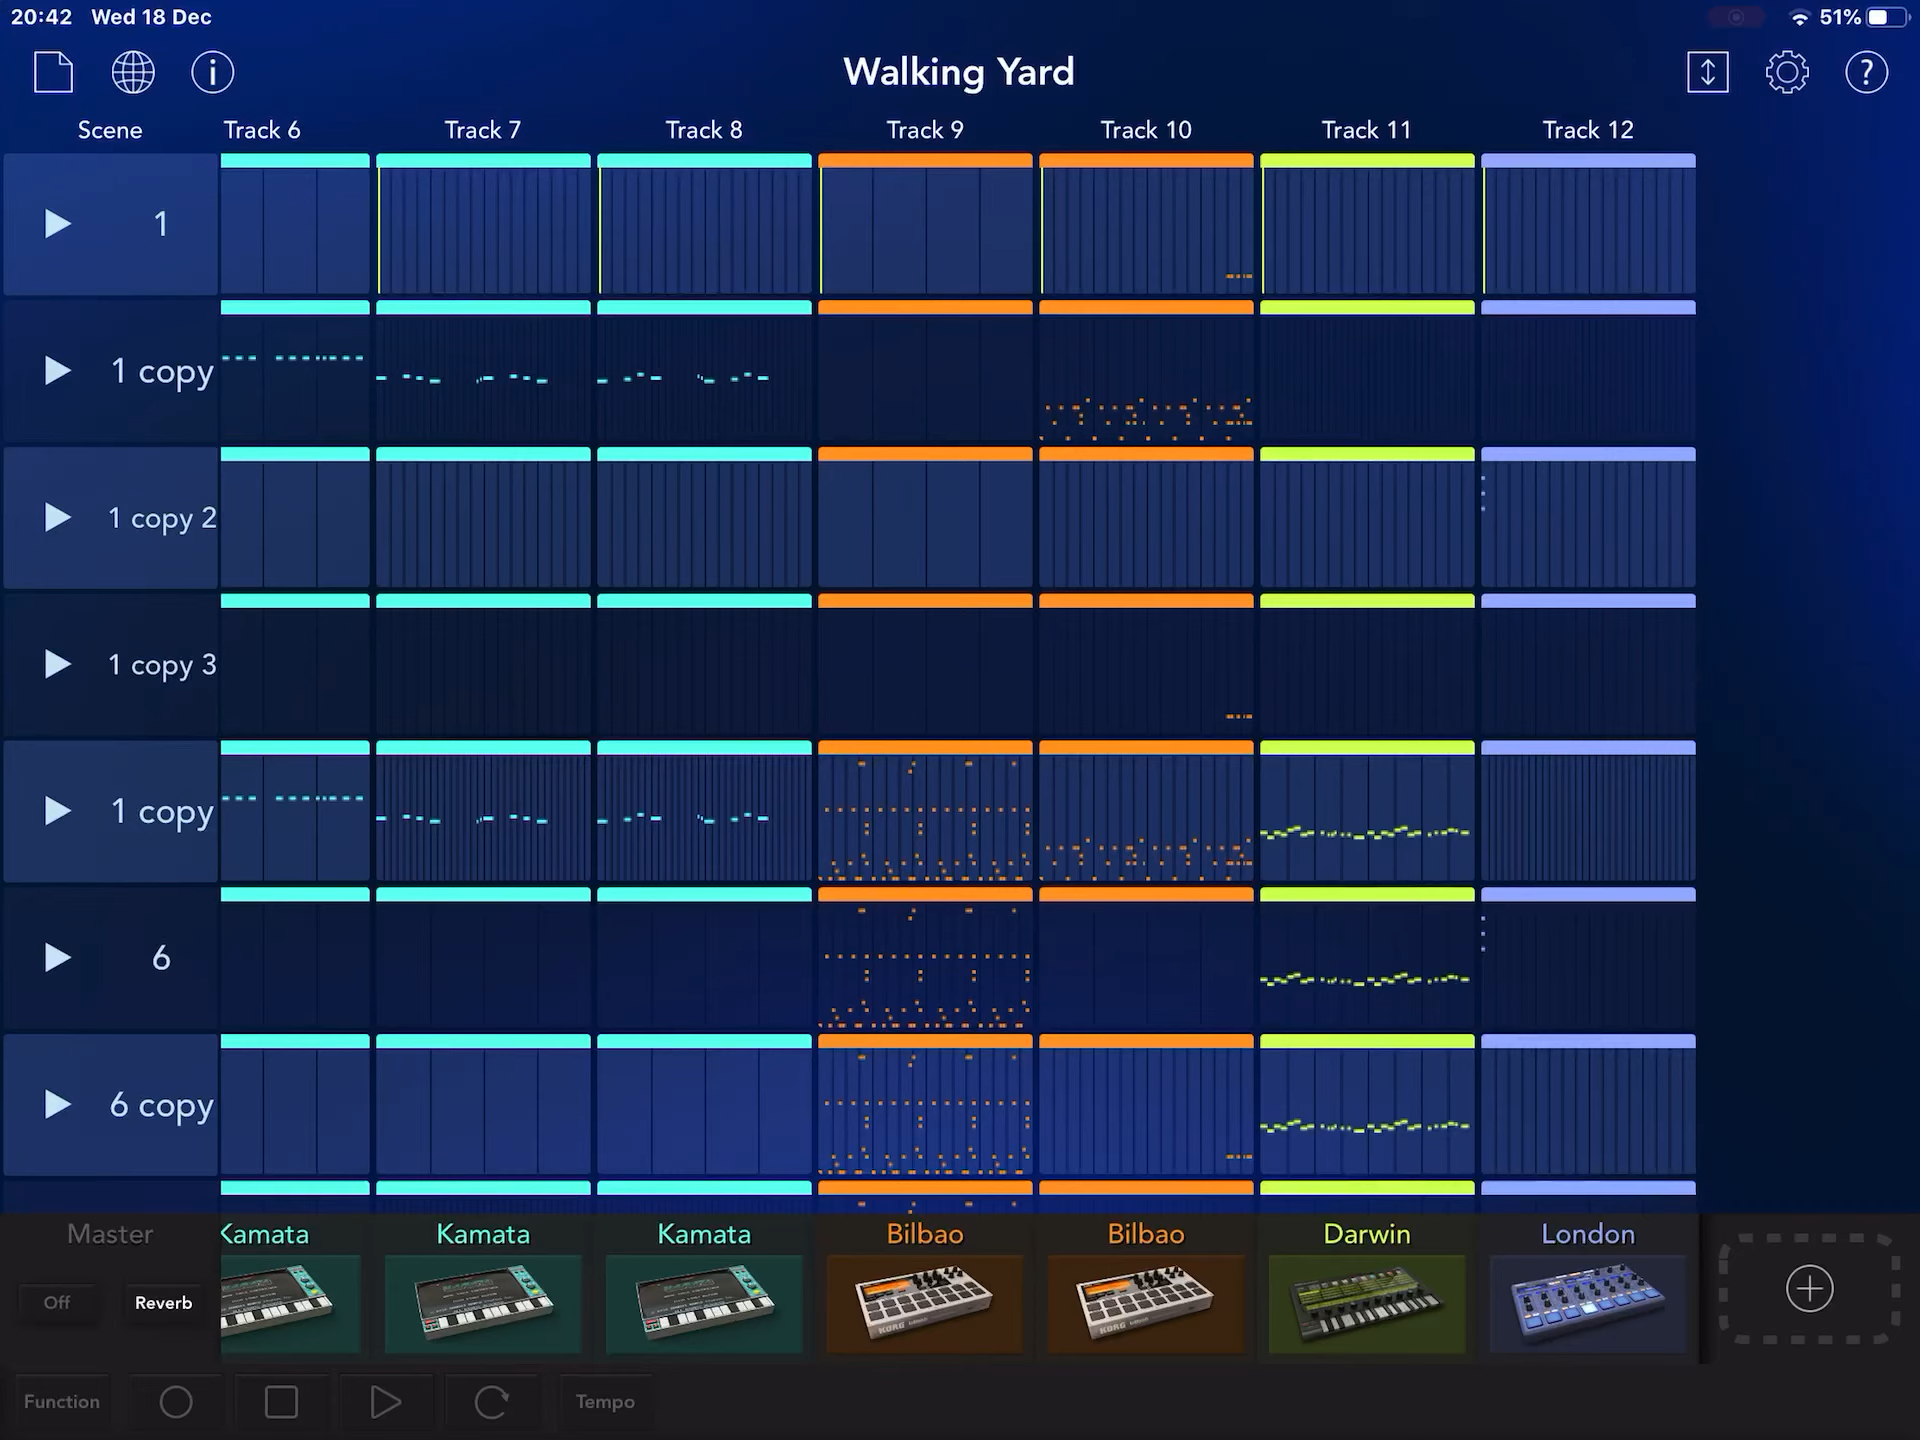 20:42 Wed 18 Dec 51%
Walking Yard
Scene Track 6 Track 7 Track 8 Track 9 Track 10 Track 11 Track 12
1
1 copy
1 copy 2
1 copy 3
1 copy
6
6 copy
Master Kamata Kamata Kamata Bilbao Bilbao Darwin London
Off Reverb
KORG KORG
Function Tempo